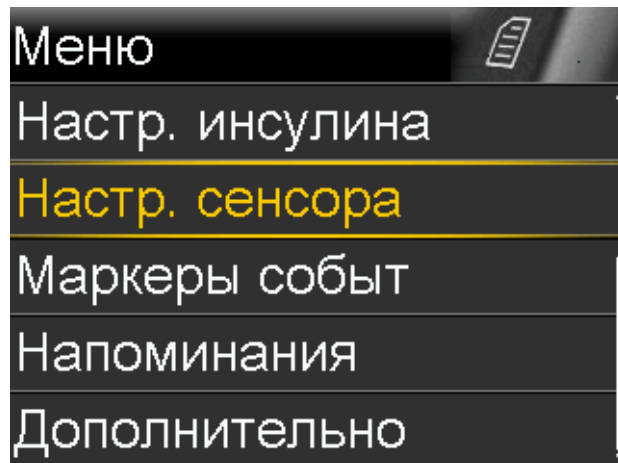 Меню
Настр. инсулина
Настр. сенсора
Маркеры событ
Напоминания
Дополнительно